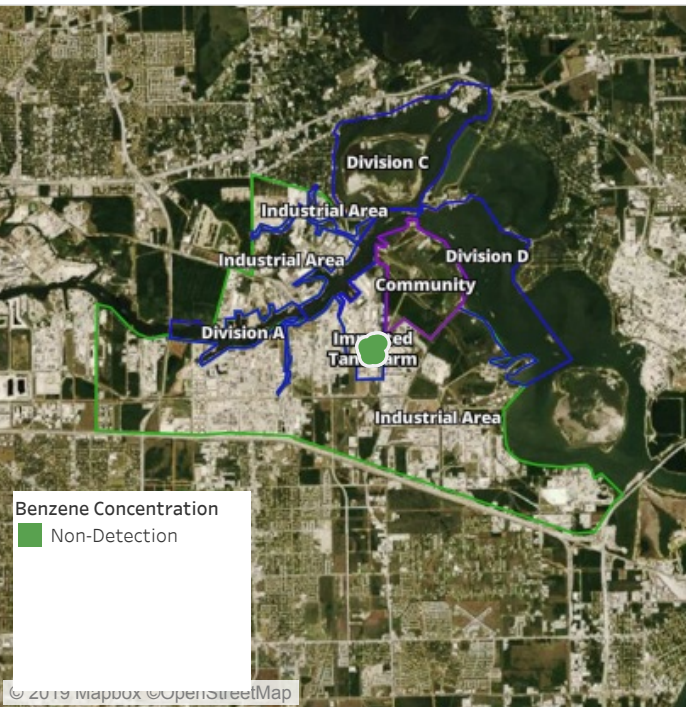 Division C
Industrial Area
Division D
Industrial Area
Community
Division A
Industrial Area
Benzene Concentration
Non-Detection
© 2019 Mapbox ©OpenStreetMap